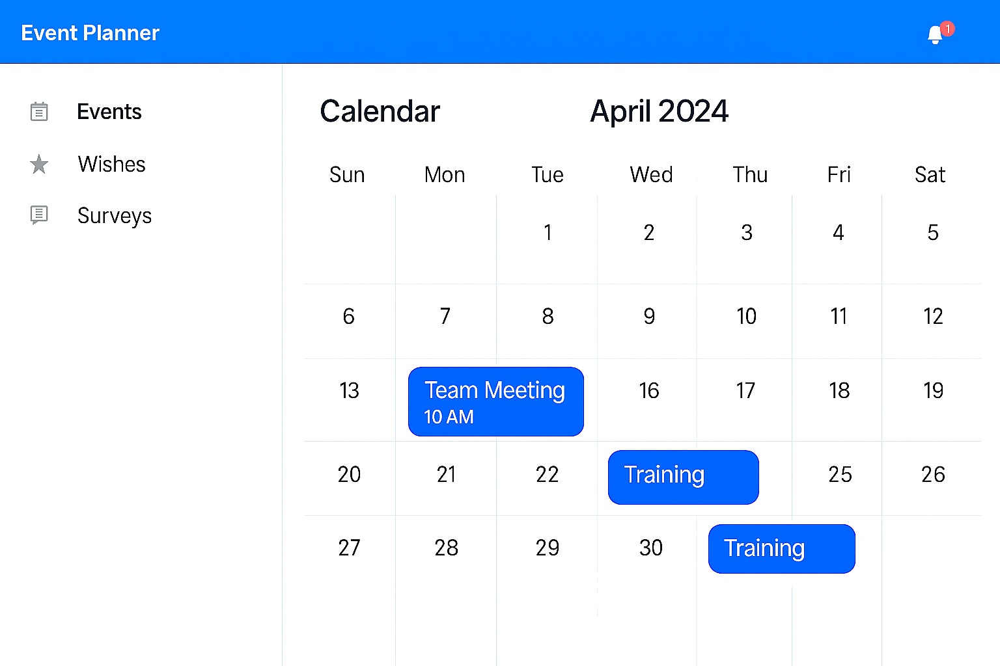 Event Planner
1
Events
Wishes
Surveys
Calendar April 2024
Sun Mon Tue Wed Thu Fri Sat
1 2 3 4 5
6 7 8 9 10 11 12
13 Team Meeting 16 17 18 19
10 AM
20 21 22 Training 25 26
27 28 29 30 Training